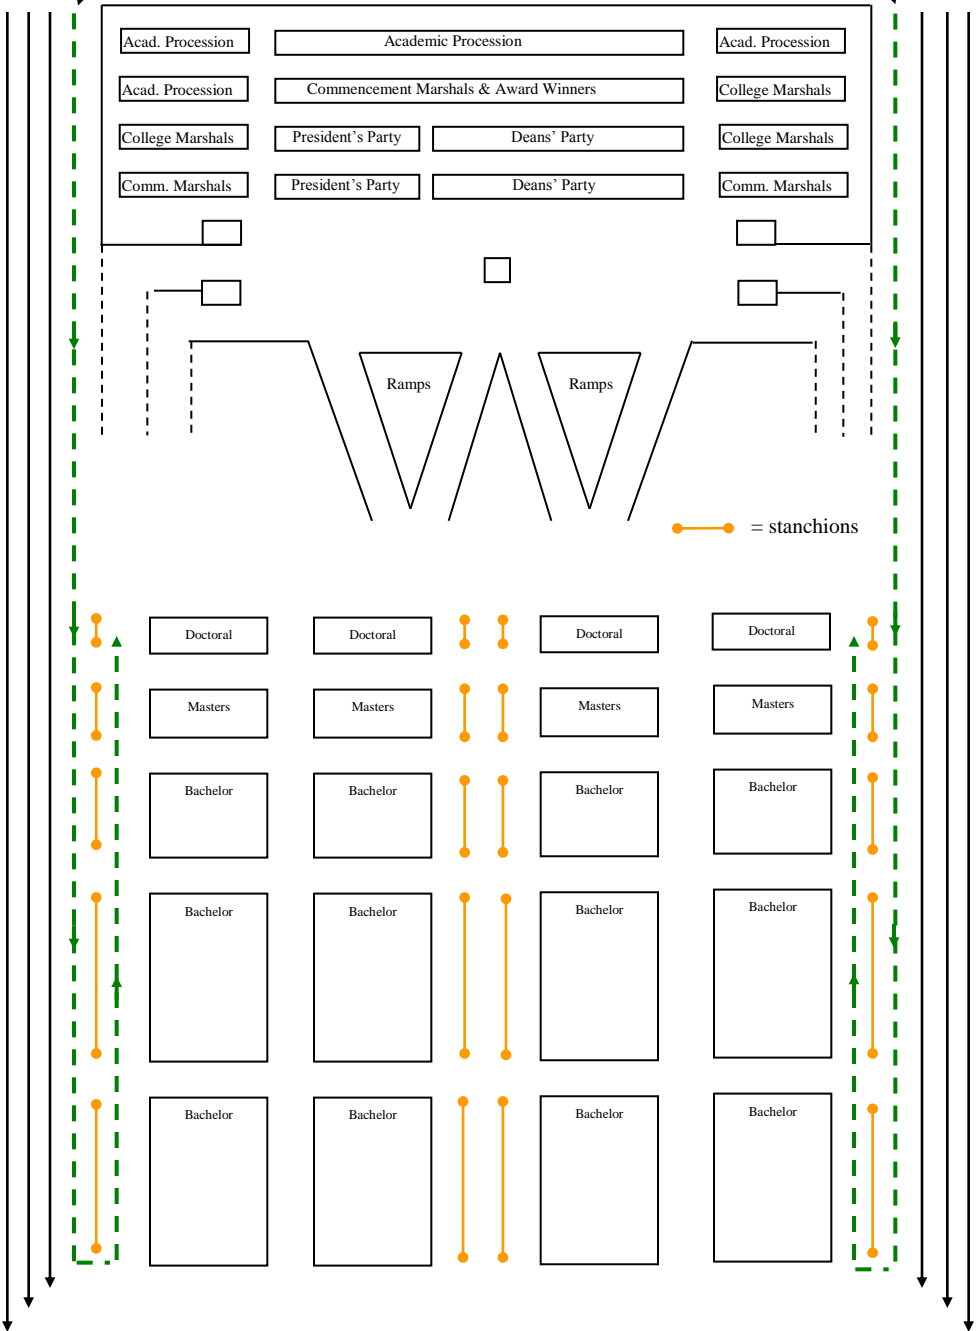 Acad. Procession
Academic Procession
Acad. Procession
Acad. Procession
Commencement Marshals & Award Winners
College Marshals
College Marshals
President’s Party
Deans’ Party
College Marshals
Comm. Marshals
President’s Party
Deans’ Party
Comm. Marshals
Ramps
Ramps
= stanchions
Doctoral
Doctoral
Doctoral
Doctoral
Masters
Masters
Masters
Masters
Bachelor
Bachelor
Bachelor
Bachelor
Bachelor
Bachelor
Bachelor
Bachelor
Bachelor
Bachelor
Bachelor
Bachelor